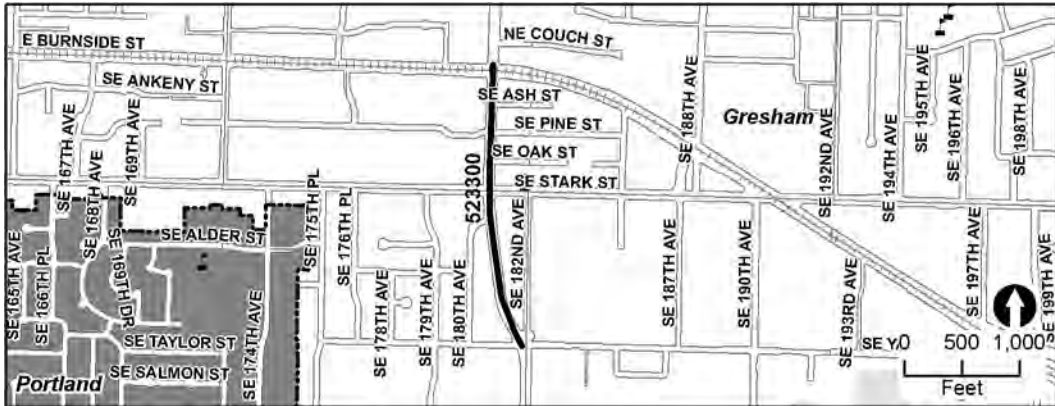 E BURNSIDE ST
NE COUCH ST
SE ANKENY ST
SE ASH ST
SE PINE ST
SE OAK ST
SE STARK ST
Gresham
SE 167TH AVE
SE 169TH AVE
SE 168TH AVE
SE 188TH AVE
SE 192ND AVE
SE 194TH AVE
SE 195TH AVE
SE 196TH AVE
SE 198TH AVE
523300
SE 175TH PL
SE 176TH PL
SE ALDER ST
SE 165TH AVE
SE 166TH PL
SE 169TH DR
SE 174TH AVE
SE 178TH AVE
SE 179TH AVE
SE 180TH AVE
SE 182ND AVE
SE 187TH AVE
SE 190TH AVE
SE 193RD AVE
SE 197TH AVE
SE 199TH AVE
SE TAYLOR ST
SE SALMON ST
Portland
SE Y
0 500 1,000
Feet